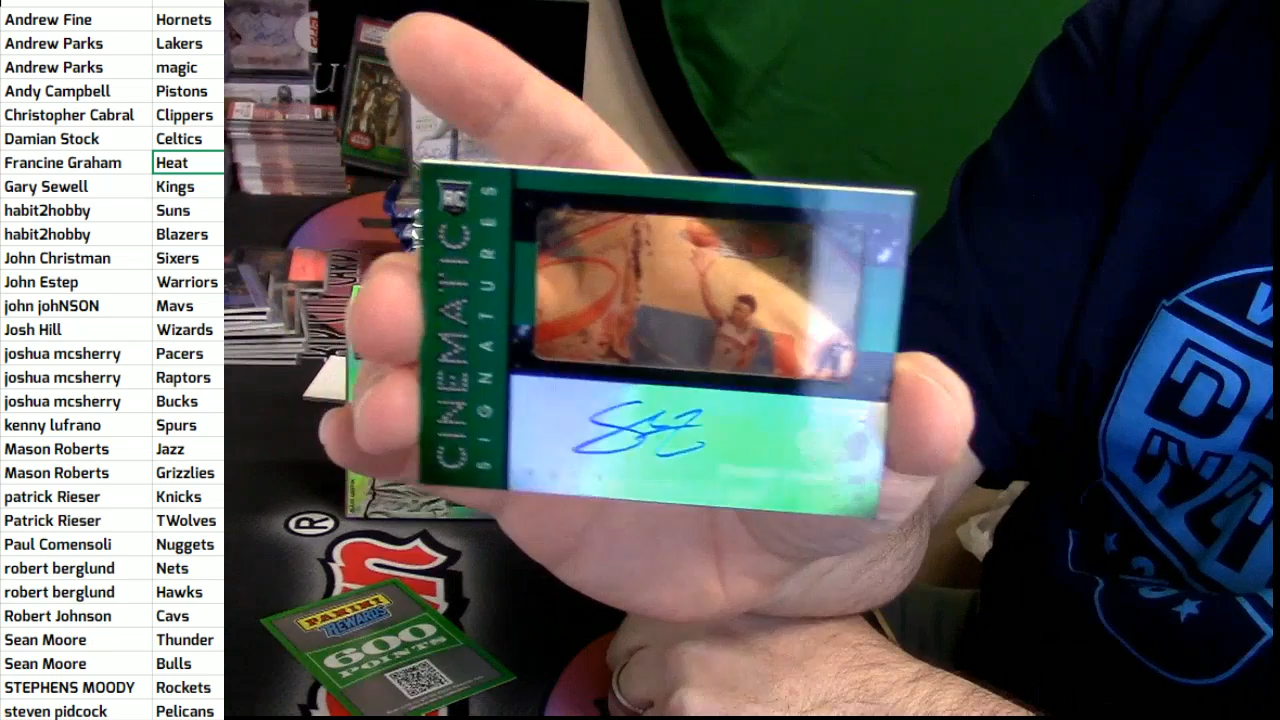 Andrew Fine Hornets
Andrew Parks Lakers
Andrew Parks magic
Andy Campbell Pistons
Christopher Cabral Clippers
Damian Stock Celtics
Francine Graham Heat
Gary Sewell Kings
habit2hobby Suns
habit2hobby Blazers
John Christman Sixers
John Estep Warriors
john johNSON Mavs
Josh Hill Wizards
joshua mcsherry Pacers
joshua mcsherry Raptors
joshua mcsherry Bucks
kenny lufrano Spurs
Mason Roberts Jazz
Mason Roberts Grizzlies
patrick Rieser Knicks
Patrick Rieser TWolves
Paul Comensoli Nuggets
robert berglund Nets
robert berglund Hawks
Robert Johnson Cavs
Sean Moore Thunder
Sean Moore Bulls
STEPHENS MOODY Rockets
steven pidcock Pelicans
CINEMATIC
SIGNATURES
RC
®
PANINI
REWARDS
600
POINTS